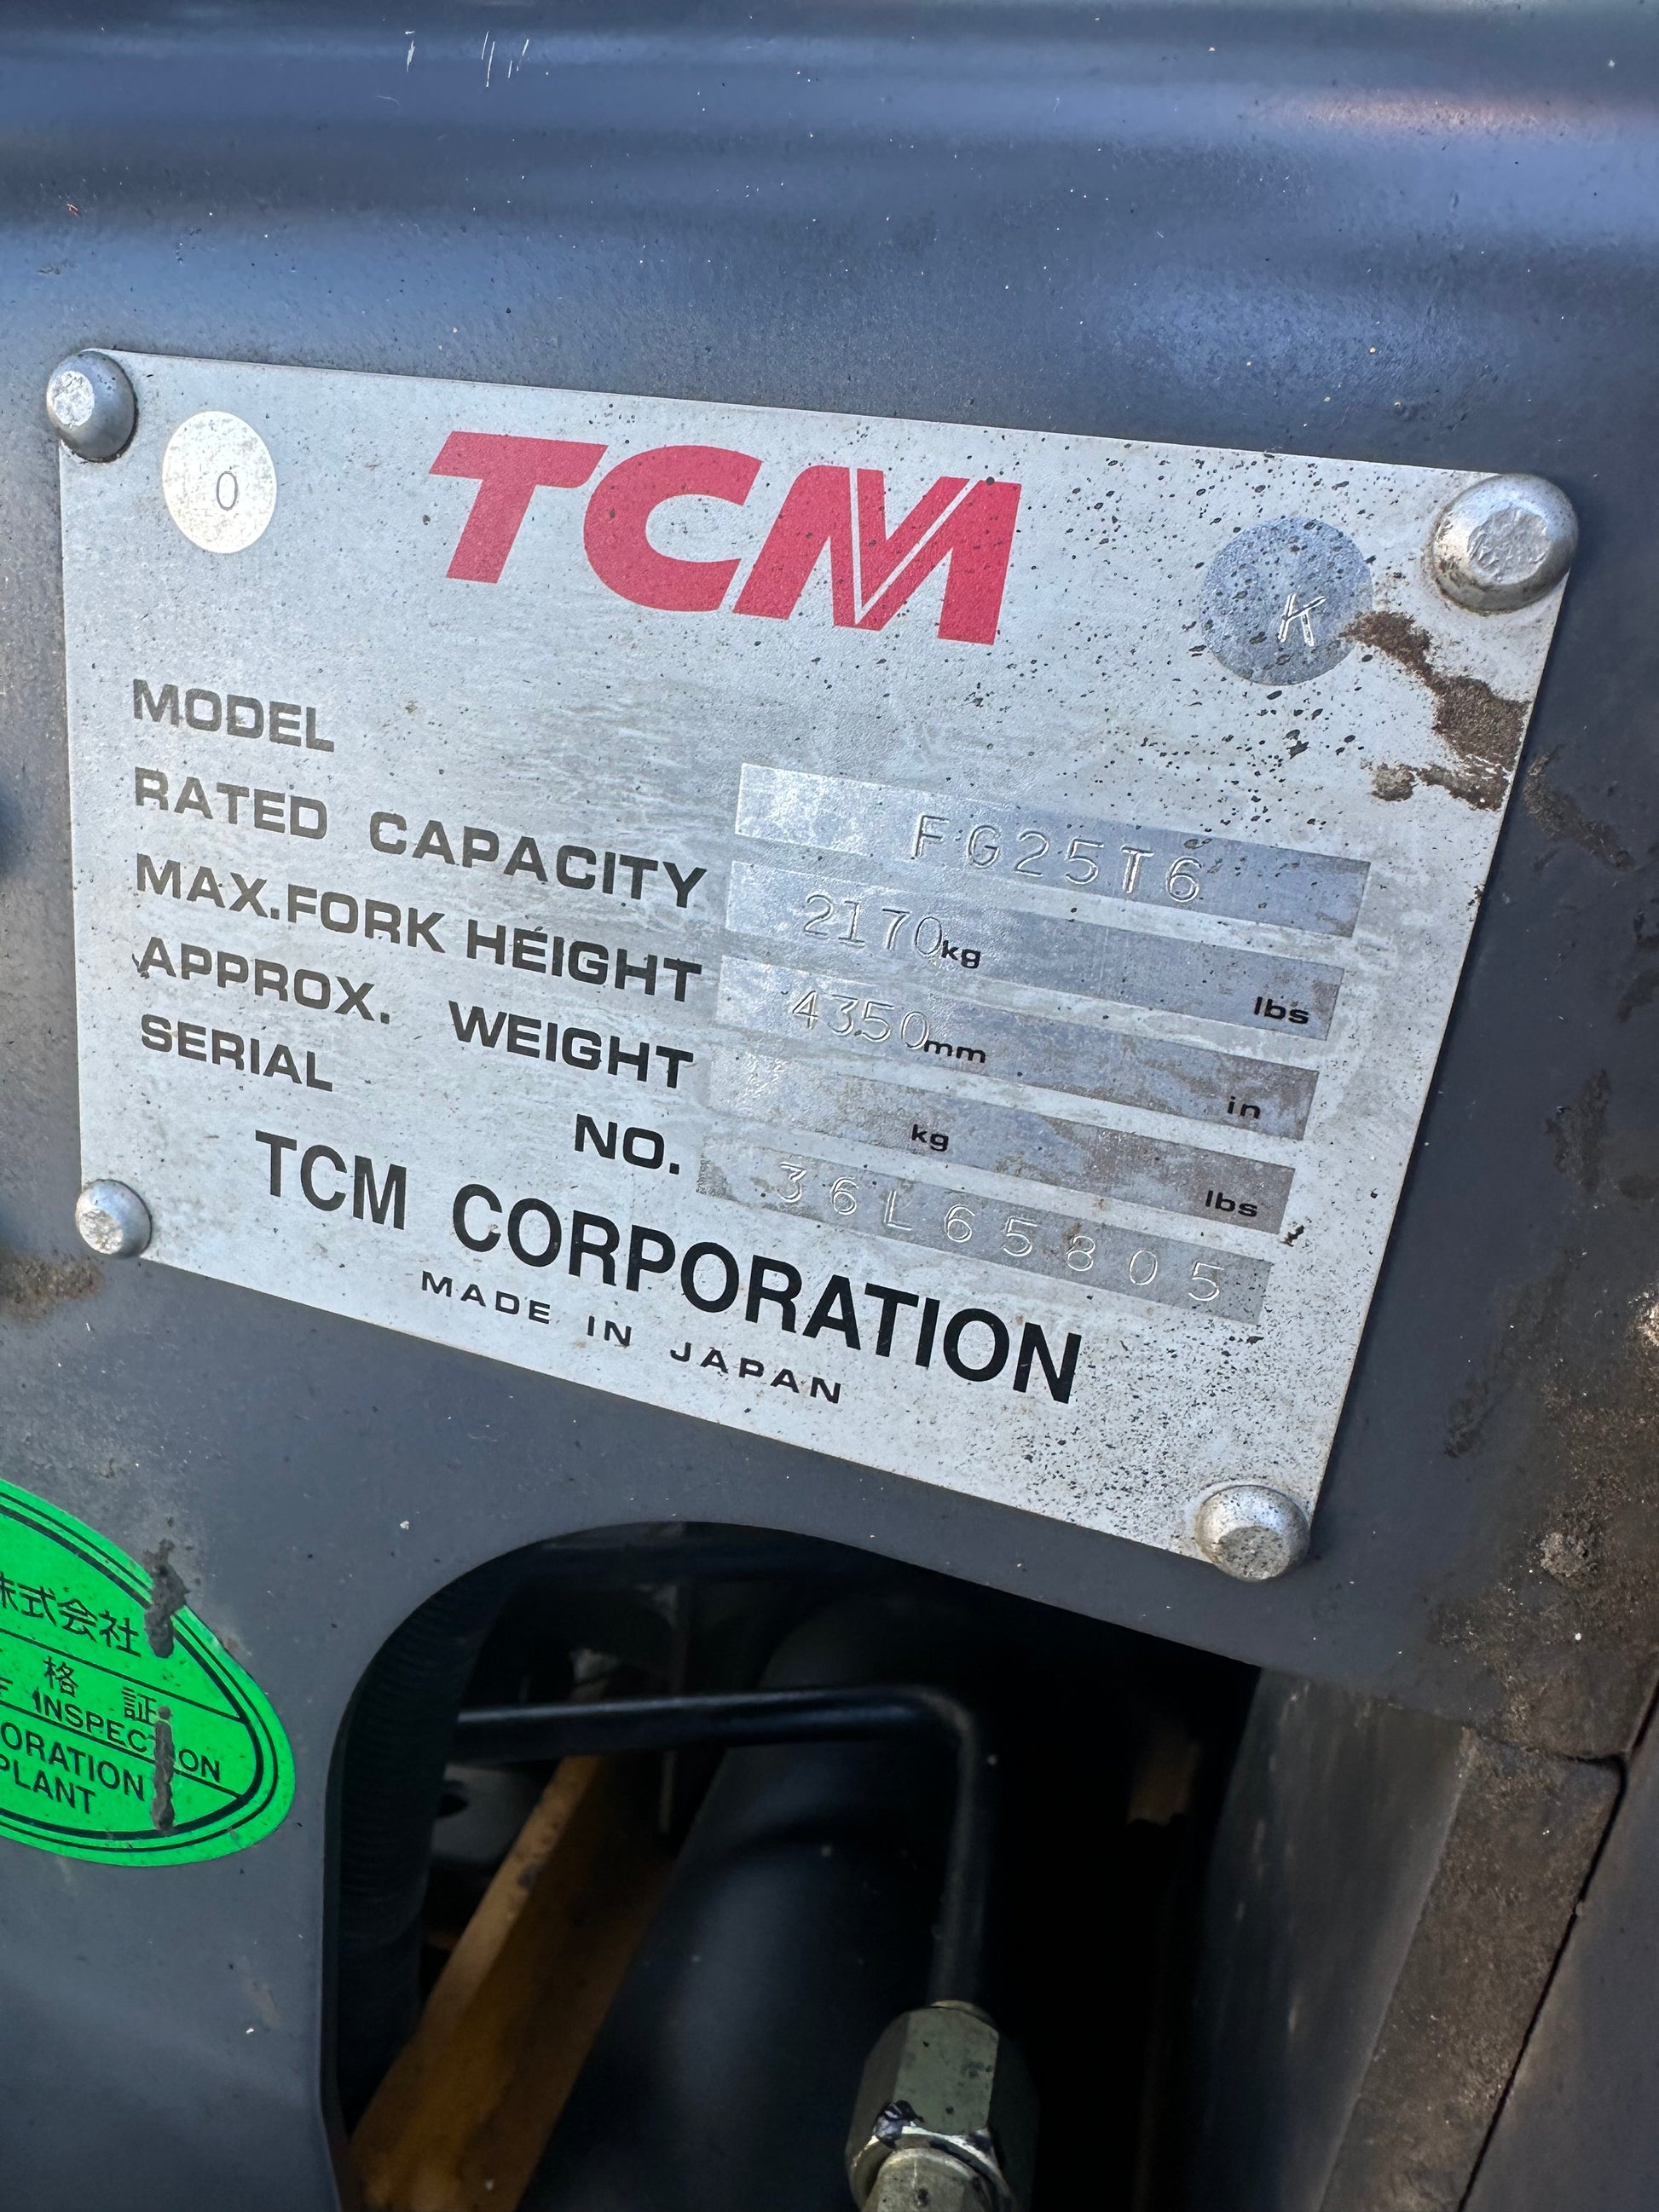 0
TCM
K
MODEL FG25T6
RATED CAPACITY 2170kg lbs
MAX.FORK HEIGHT 4350mm in
APPROX. WEIGHT kg lbs
SERIAL NO. 36L65805
TCM CORPORATION
MADE IN JAPAN
式会社
格 証
INSPECTION
ORATION
PLANT